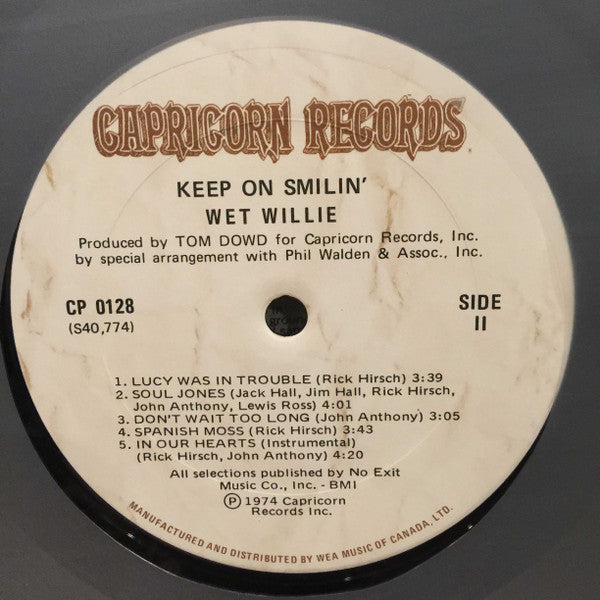 CAPRICORN RECORDS
KEEP ON SMILIN'
WET WILLIE
Produced by TOM DOWD for Capricorn Records, Inc.
by special arrangement with Phil Walden & Assoc., Inc.
CP 0128
(S40,774)
SIDE
II
1. LUCY WAS IN TROUBLE (Rick Hirsch) 3:39
2. SOUL JONES (Jack Hall, Jim Hall, Rick Hirsch,
John Anthony, Lewis Ross) 4:01
3. DON'T WAIT TOO LONG (John Anthony) 3:05
4. SPANISH MOSS (Rick Hirsch) 3:43
5. IN OUR HEARTS (Instrumental)
(Rick Hirsch, John Anthony) 4:20
All selections published by No Exit
Music Co., Inc. - BMI
Ⓟ 1974 Capricorn
Records Inc.
MANUFACTURED AND DISTRIBUTED BY WEA MUSIC OF CANADA, LTD.